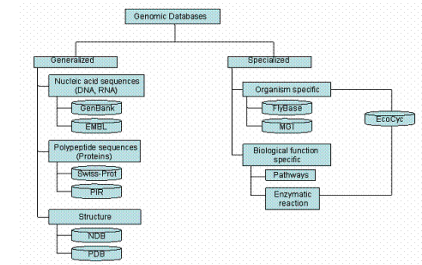 Genomic Databases
Generalized
Specialized
Nucleic acid sequences
(DNA, RNA)
GenBank
EMBL
Polypeptide sequences
(Proteins)
Swiss-Prot
PIR
Structure
NDB
PDB
Organism specific
FlyBase
MGI
EcoCyc
Biological function
specific
Pathways
Enzymatic
reaction